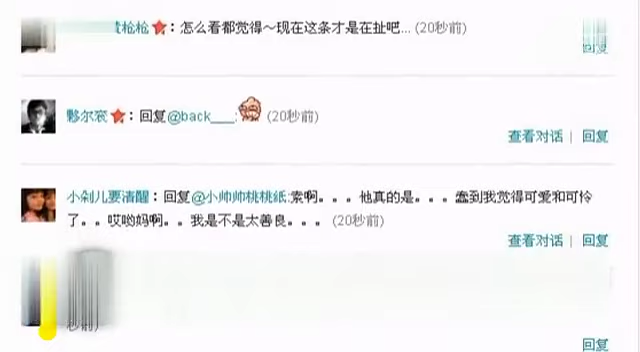 枪枪：怎么看都觉得～现在这条才是在扯吧...(20秒前)
回复
夥尔衮：回复@back___:(20秒前)
查看对话| 回复
小剁儿要清醒：回复@小帅帅桃桃紙:索啊。。。他真的是。。。蠢到我觉得可爱和可怜
了。。哎哟妈啊。。我是不是太善良。。。(20秒前)
查看对话| 回复
秒前)
回复